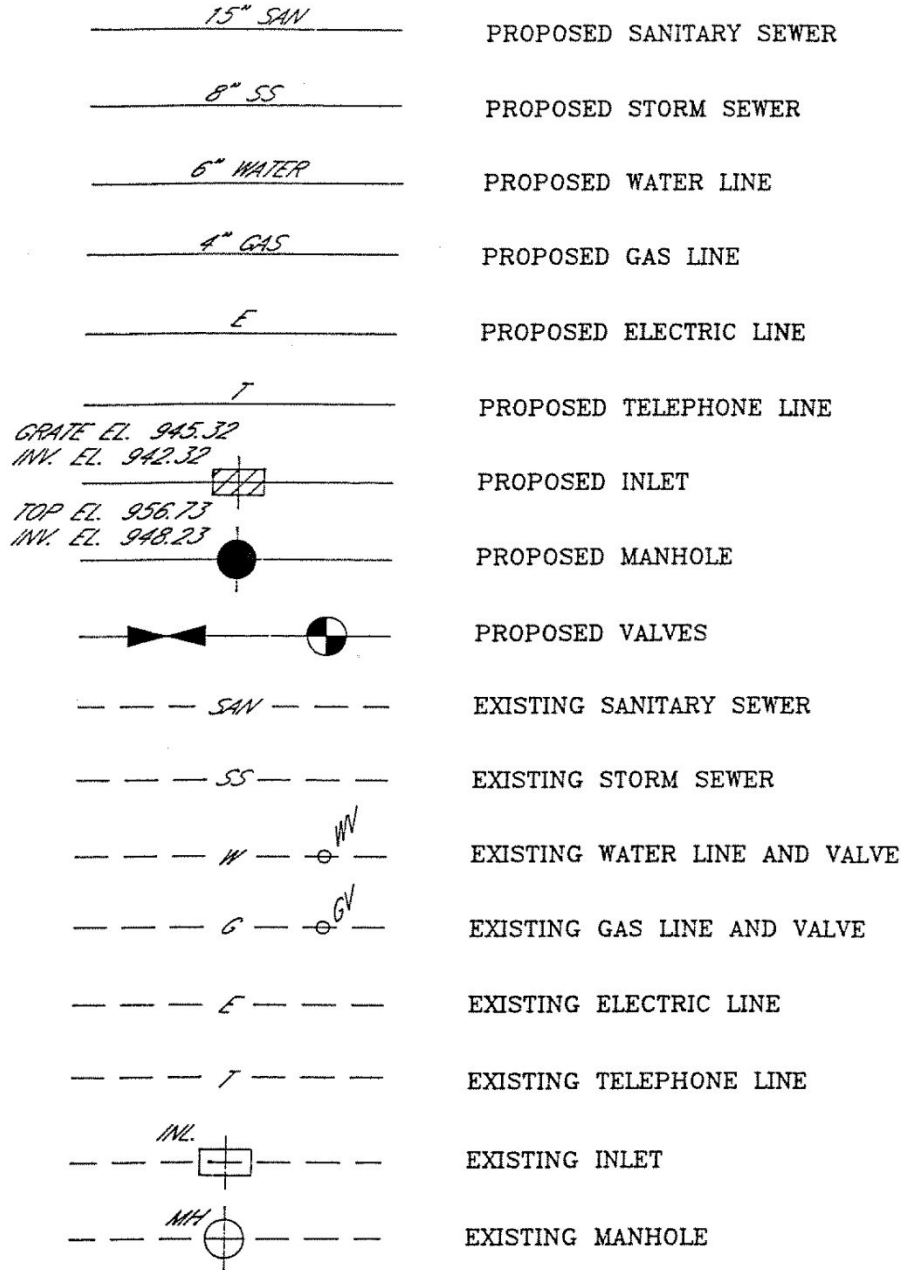 15" SAN PROPOSED SANITARY SEWER
8" SS PROPOSED STORM SEWER
6" WATER PROPOSED WATER LINE
4" GAS PROPOSED GAS LINE
E PROPOSED ELECTRIC LINE
T PROPOSED TELEPHONE LINE
GRATE EL. 945.32
INV. EL. 942.32
PROPOSED INLET
TOP EL. 956.73
INV. EL. 948.23
PROPOSED MANHOLE
PROPOSED VALVES
SAN EXISTING SANITARY SEWER
SS EXISTING STORM SEWER
W WV EXISTING WATER LINE AND VALVE
G GV EXISTING GAS LINE AND VALVE
E EXISTING ELECTRIC LINE
T EXISTING TELEPHONE LINE
INL. EXISTING INLET
MH EXISTING MANHOLE